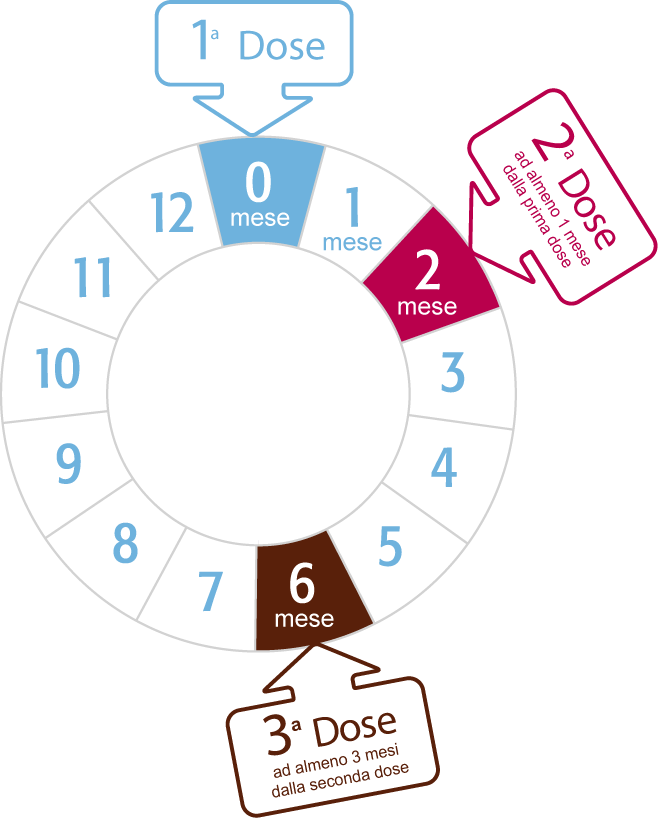 1ª Dose
0
mese
1
mese
2
mese
2ª Dose
ad almeno 1 mese
dalla prima dose
3
4
5
6
mese
3ª Dose
ad almeno 3 mesi
dalla seconda dose
7
8
9
10
11
12